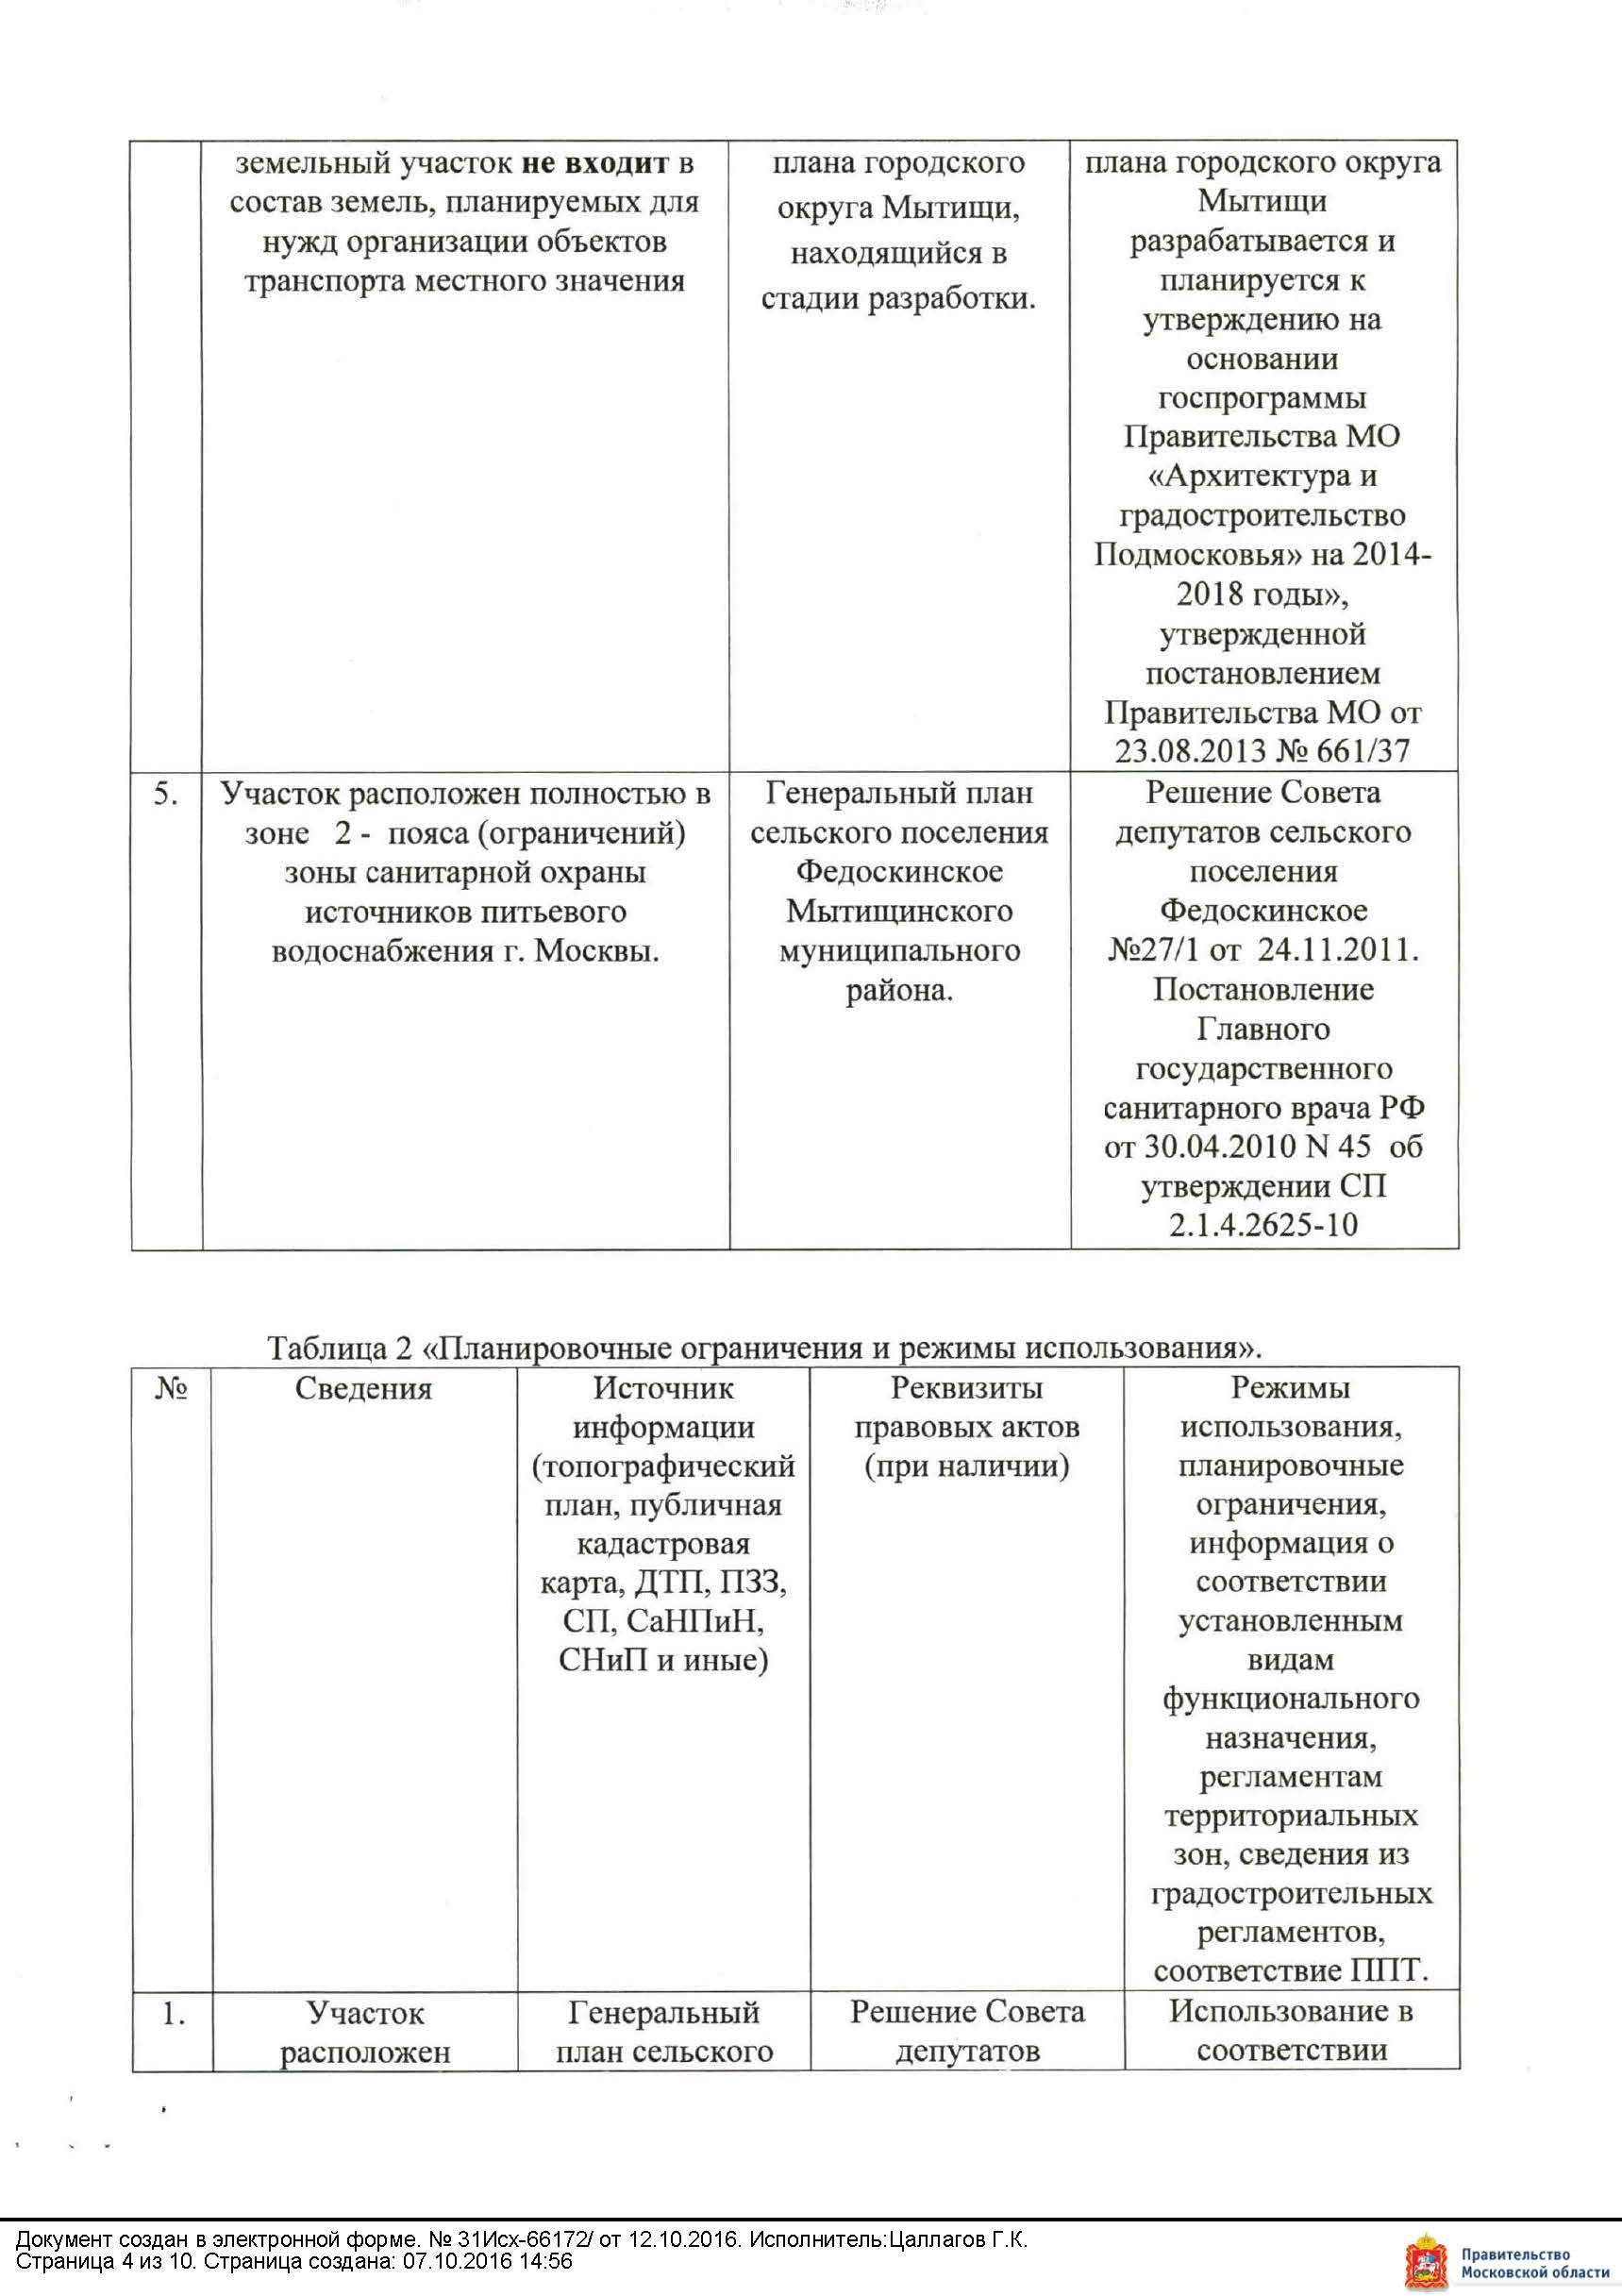 земельный участок не входит в
состав земель, планируемых для
нужд организации объектов
транспорта местного значения
плана городского
округа Мытищи,
находящийся в
стадии разработки.
плана городского округа
Мытищи
разрабатывается и
планируется к
утверждению на
основании
госпрограммы
Правительства МО
«Архитектура и
градостроительство
Подмосковья» на 2014-
2018 годы»,
утвержденной
постановлением
Правительства МО от
23.08.2013 № 661/37
5.
Участок расположен полностью в
зоне 2 - пояса (ограничений)
зоны санитарной охраны
источников питьевого
водоснабжения г. Москвы.
Генеральный план
сельского поселения
Федоскинское
Мытищинского
муниципального
района.
Решение Совета
депутатов сельского
поселения
Федоскинское
№27/1 от 24.11.2011.
Постановление
Главного
государственного
санитарного врача РФ
от 30.04.2010 N 45 об
утверждении СП
2.1.4.2625-10
Таблица 2 «Планировочные ограничения и режимы использования».
№
Сведения
Источник
информации
(топографический
план, публичная
кадастровая
карта, ДТП, ПЗЗ,
СП, СаНПиН,
СНиП и иные)
Реквизиты
правовых актов
(при наличии)
Режимы
использования,
планировочные
ограничения,
информация о
соответствии
установленным
видам
функционального
назначения,
регламентам
территориальных
зон, сведения из
градостроительных
регламентов,
соответствие ППТ.
1.
Участок
расположен
Генеральный
план сельского
Решение Совета
депутатов
Использование в
соответствии
Документ создан в электронной форме. № 31Исх-66172/ от 12.10.2016. Исполнитель:Цаллагов Г.К.
Страница 4 из 10. Страница создана: 07.10.2016 14:56
Правительство
Московской области